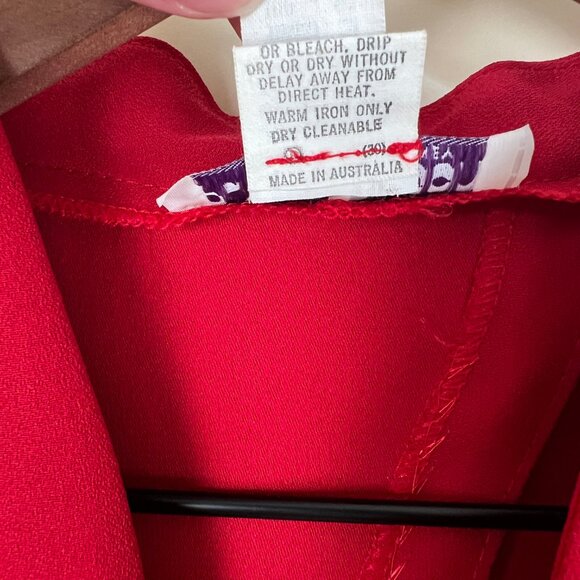 OR BLEACH. DRIP
DRY OR DRY WITHOUT
DELAY AWAY FROM
DIRECT HEAT.
WARM IRON ONLY
DRY CLEANABLE
(30)
MADE IN AUSTRALIA